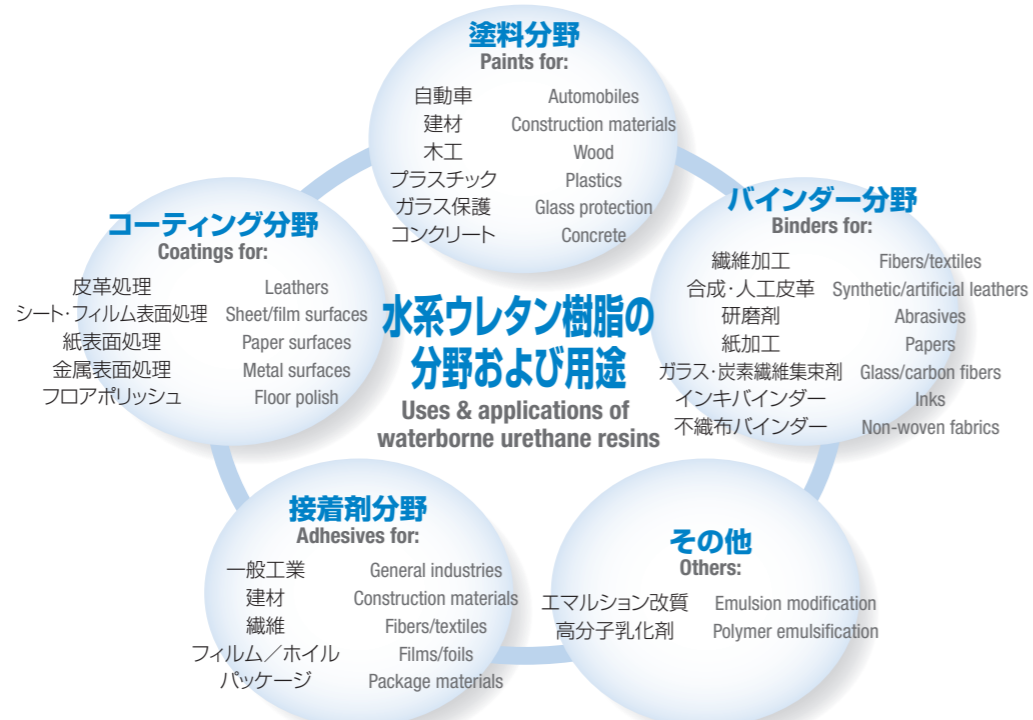 塗料分野
Paints for:
自動車 Automobiles
建材 Construction materials
木工 Wood
プラスチック Plastics
ガラス保護 Glass protection
コンクリート Concrete
コーティング分野
Coatings for:
皮革処理 Leathers
シート・フィルム表面処理 Sheet/film surfaces
紙表面処理 Paper surfaces
金属表面処理 Metal surfaces
フロアポリッシュ Floor polish
水系ウレタン樹脂の
分野および用途
Uses & applications of
waterborne urethane resins
バインダー分野
Binders for:
繊維加工 Fibers/textiles
合成・人工皮革 Synthetic/artificial leathers
研磨剤 Abrasives
紙加工 Papers
ガラス・炭素繊維集束剤 Glass/carbon fibers
インキバインダー Inks
不織布バインダー Non-woven fabrics
接着剤分野
Adhesives for:
一般工業 General industries
建材 Construction materials
繊維 Fibers/textiles
フィルム／ホイル Films/foils
パッケージ Package materials
その他
Others:
エマルション改質 Emulsion modification
高分子乳化剤 Polymer emulsification